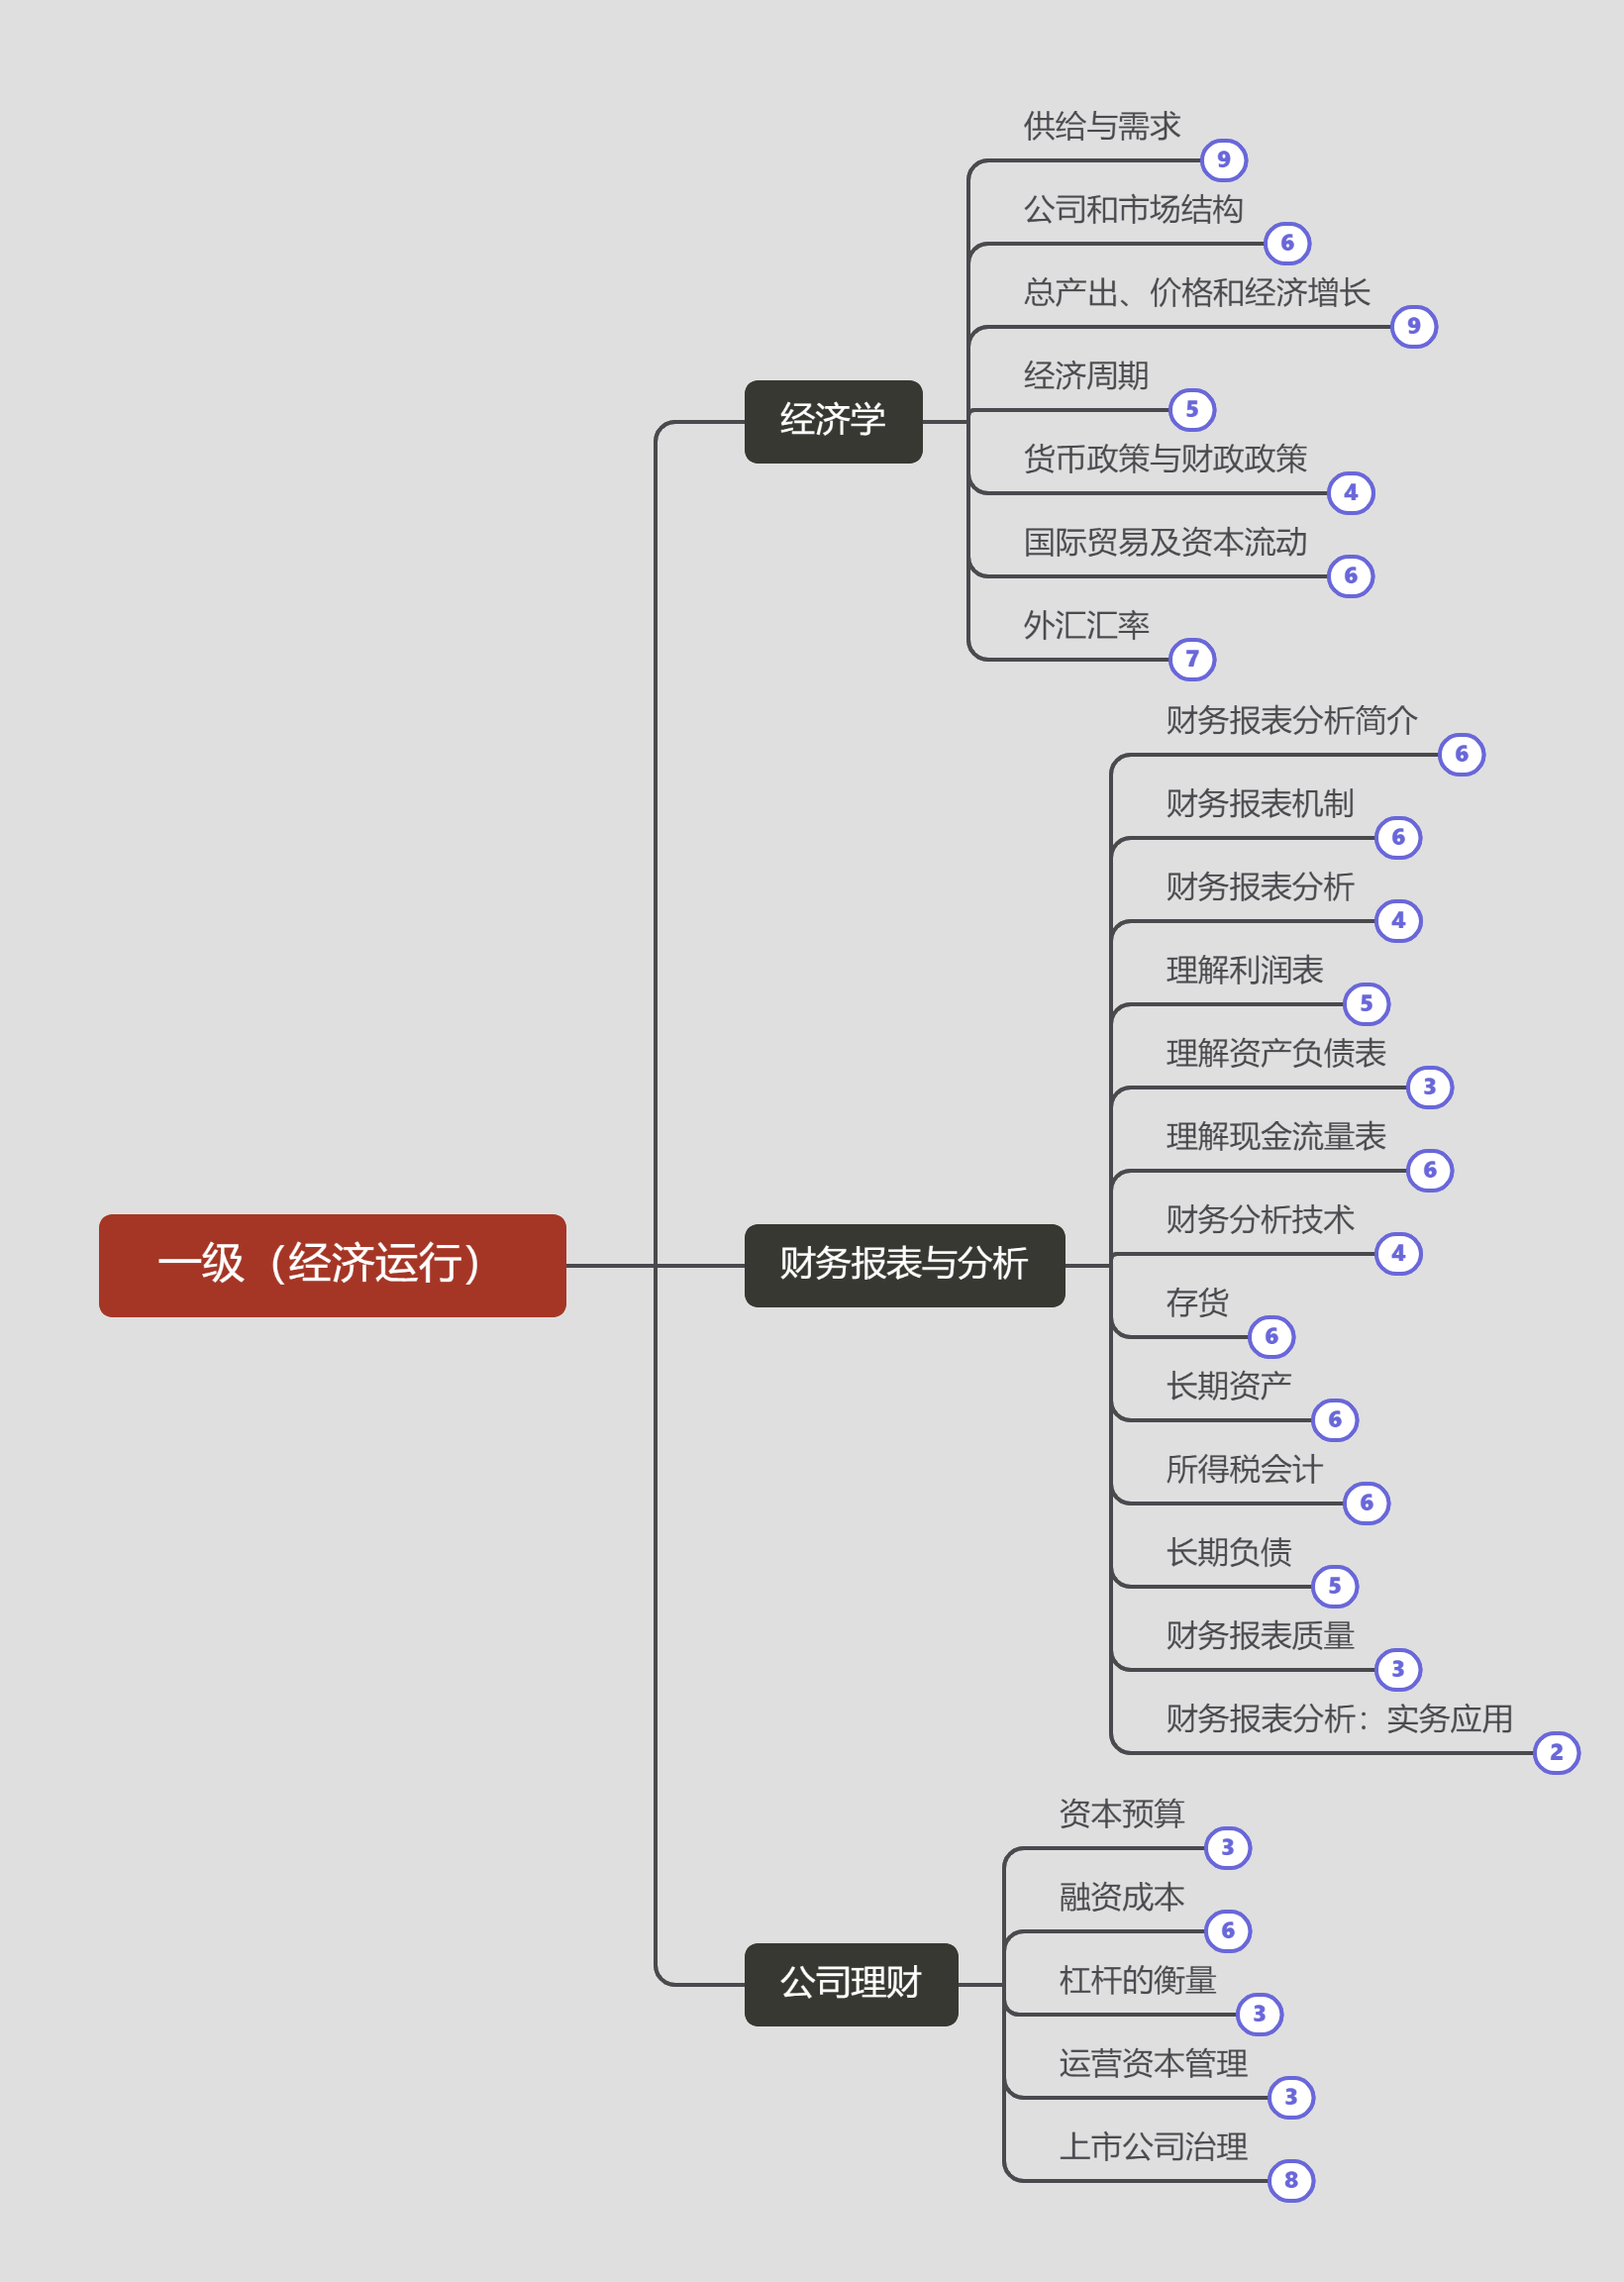 供给与需求
9
公司和市场结构
6
总产出、价格和经济增长
9
经济周期
5
经济学
货币政策与财政政策
4
国际贸易及资本流动
6
外汇汇率
7
财务报表分析简介
6
财务报表机制
6
财务报表分析
4
理解利润表
5
理解资产负债表
3
理解现金流量表
6
财务分析技术
4
一级（经济运行）
财务报表与分析
存货
6
长期资产
6
所得税会计
6
长期负债
5
财务报表质量
3
财务报表分析：实务应用
2
资本预算
3
融资成本
6
公司理财
杠杆的衡量
3
运营资本管理
3
上市公司治理
8